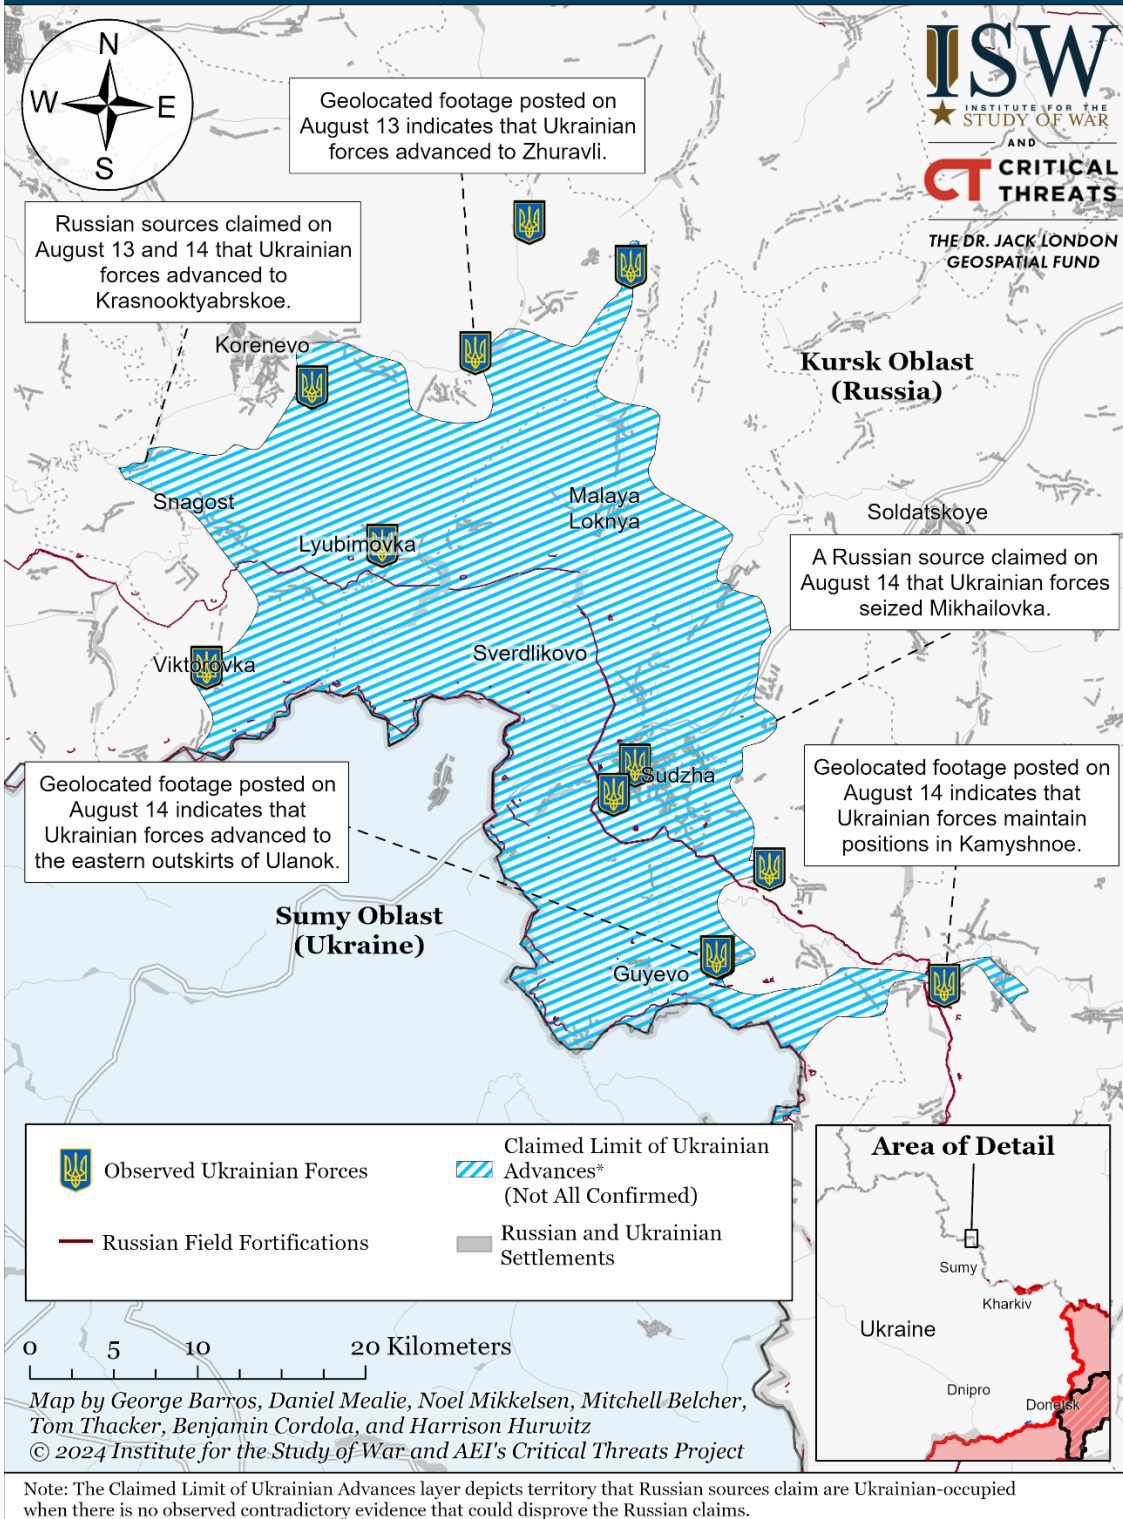 N
W
E
S
ISW
INSTITUTE FOR THE
STUDY OF WAR
AND
CT CRITICAL
THREATS
THE DR. JACK LONDON
GEOSPATIAL FUND
Geolocated footage posted on
August 13 indicates that Ukrainian
forces advanced to Zhuravli.
Russian sources claimed on
August 13 and 14 that Ukrainian
forces advanced to
Krasnooktyabrskoe.
Korenevo
Kursk Oblast
(Russia)
Snagost
Malaya
Loknya
Soldatskoye
Lyubimovka
A Russian source claimed on
August 14 that Ukrainian forces
seized Mikhailovka.
Viktorovka
Sverdlikovo
Sudzha
Geolocated footage posted on
August 14 indicates that
Ukrainian forces advanced to
the eastern outskirts of Ulanok.
Geolocated footage posted on
August 14 indicates that
Ukrainian forces maintain
positions in Kamyshnoe.
Sumy Oblast
(Ukraine)
Guyevo
Observed Ukrainian Forces
Claimed Limit of Ukrainian
Advances*
(Not All Confirmed)
Russian Field Fortifications
Russian and Ukrainian
Settlements
Area of Detail
Sumy
Kharkiv
Ukraine
Dnipro
Donetsk
0 5 10 20 Kilometers
Map by George Barros, Daniel Mealie, Noel Mikkelsen, Mitchell Belcher,
Tom Thacker, Benjamin Cordola, and Harrison Hurwitz
© 2024 Institute for the Study of War and AEI's Critical Threats Project
Note: The Claimed Limit of Ukrainian Advances layer depicts territory that Russian sources claim are Ukrainian-occupied
when there is no observed contradictory evidence that could disprove the Russian claims.